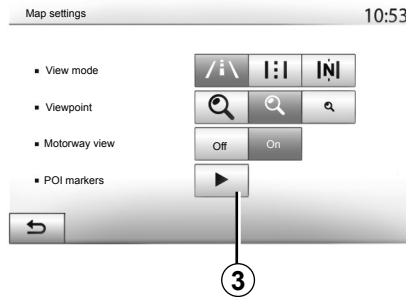 Map settings 10:53
View mode N
Viewpoint
Motorway view Off On
POI markers
3